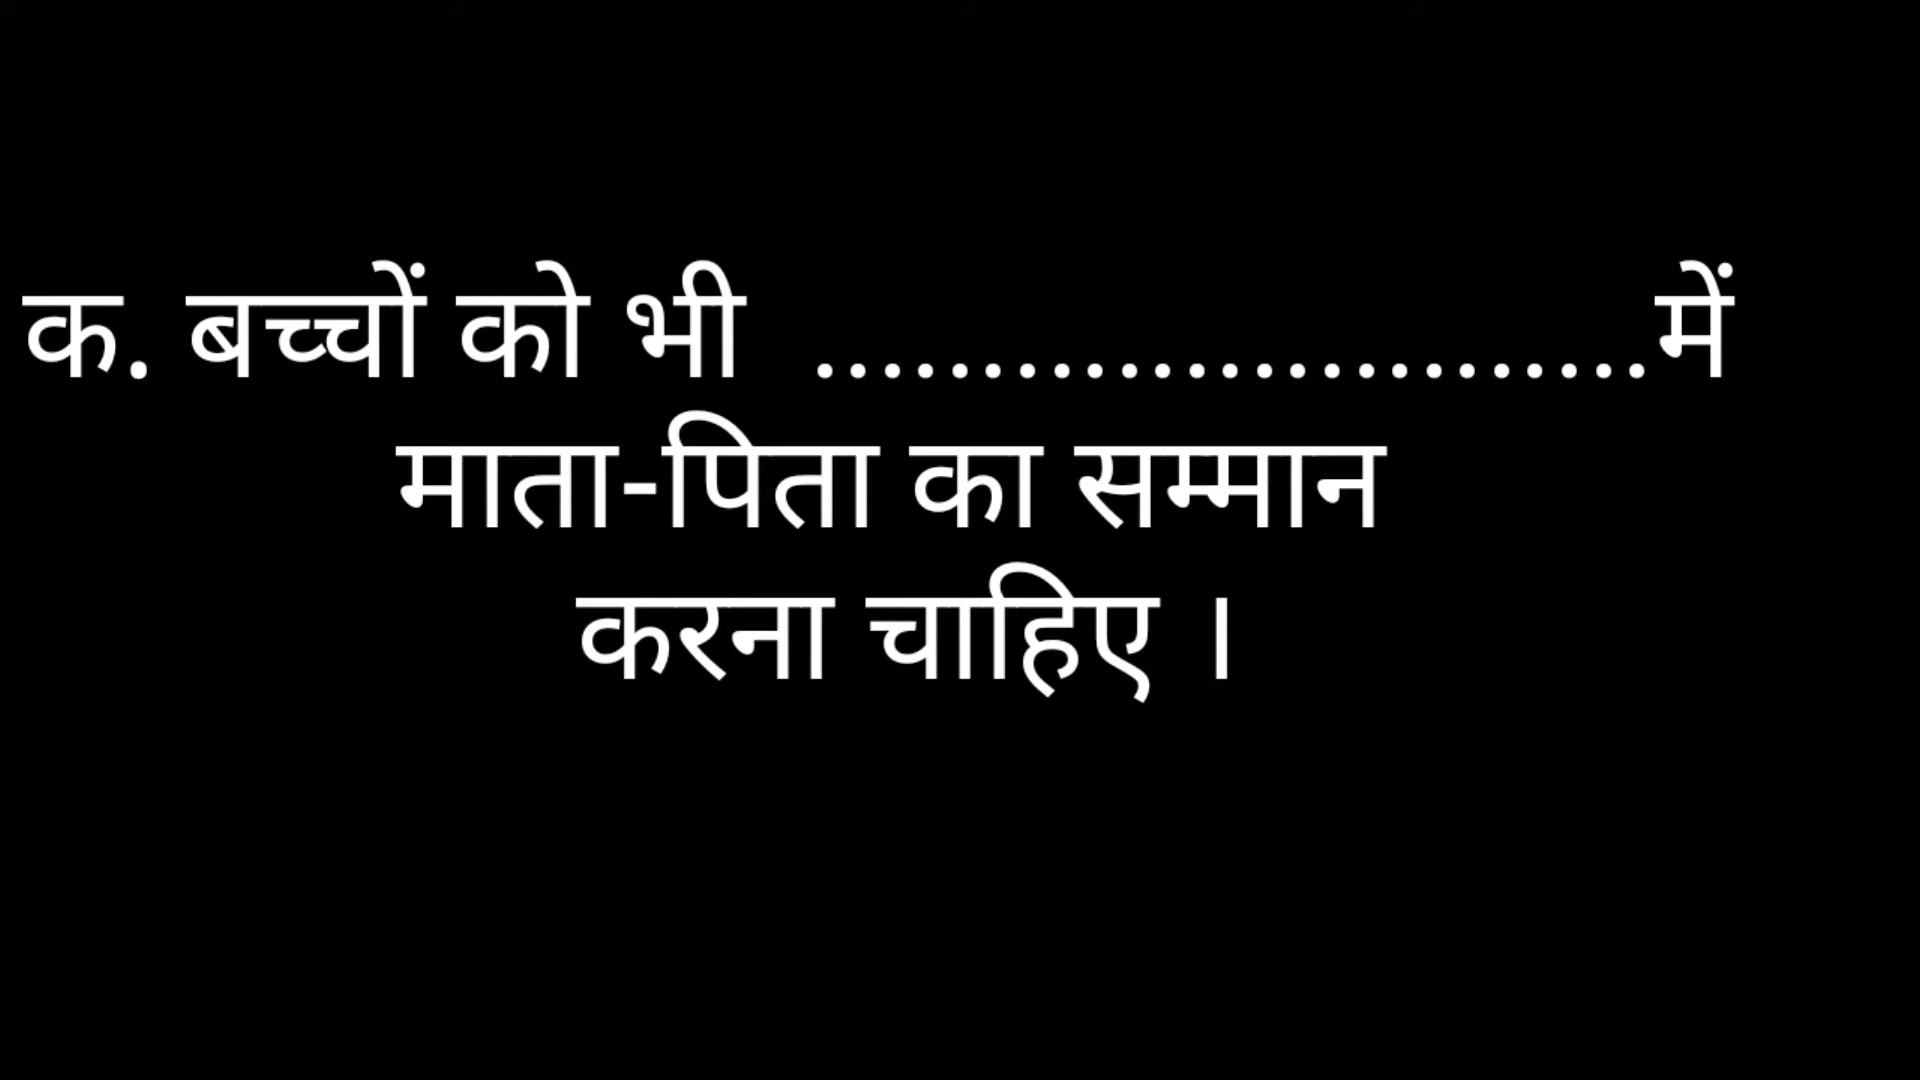 क. बच्चों को भी .........................में
माता-पिता का सम्मान
करना चाहिए ।